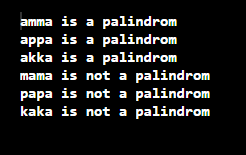 amma is a palindrom
appa is a palindrom
akka is a palindrom
mama is not a palindrom
papa is not a palindrom
kaka is not a palindrom